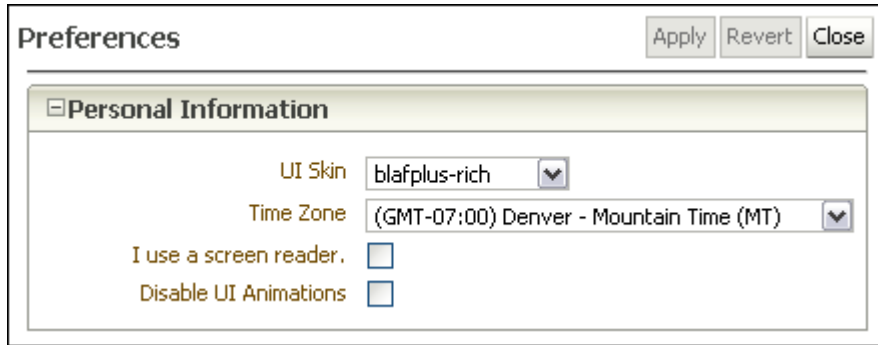 Preferences Apply Revert Close
Personal Information
UI Skin blafplus-rich
Time Zone (GMT-07:00) Denver - Mountain Time (MT)
I use a screen reader.
Disable UI Animations